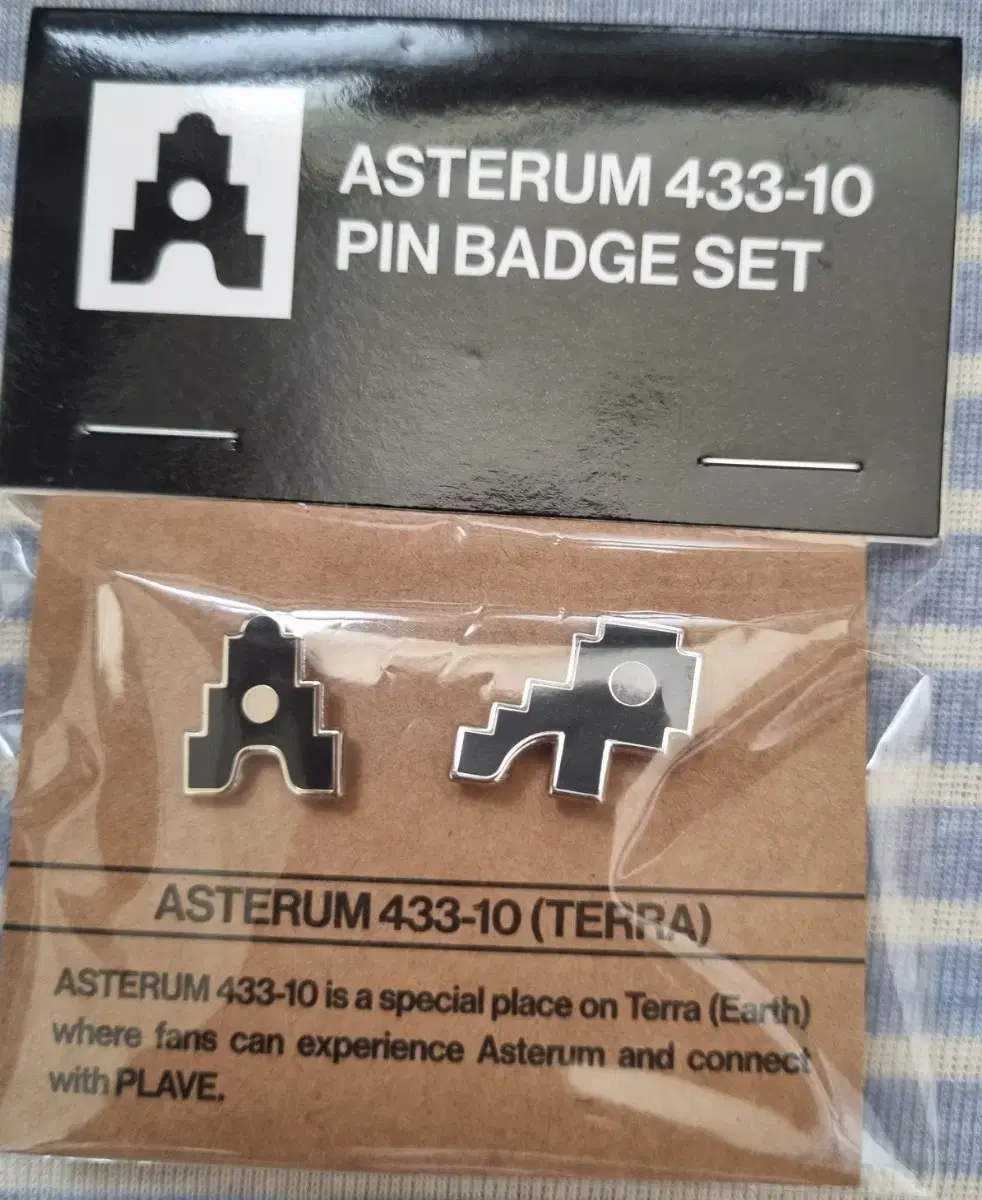 ASTERUM 433-10
PIN BADGE SET
ASTERUM 433-10 (TERRA)
ASTERUM 433-10 is a special place on Terra (Earth)
where fans can experience Asterum and connect
with PLAVE.